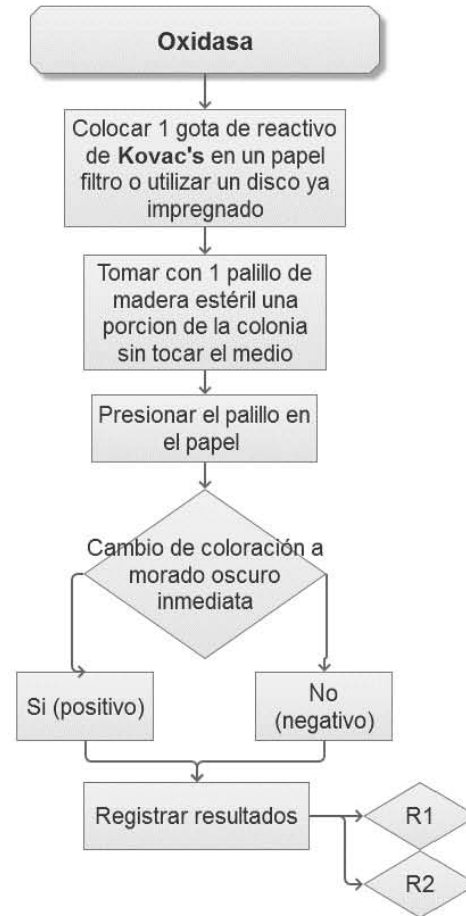 Oxidasa
Colocar 1 gota de reactivo
de Kovac's en un papel
filtro o utilizar un disco ya
impregnado
Tomar con 1 palillo de
madera estéril una
porcion de la colonia
sin tocar el medio
Presionar el palillo en
el papel
Cambio de coloración a
morado oscuro
inmediata
Si (positivo)
No
(negativo)
Registrar resultados
R1
R2